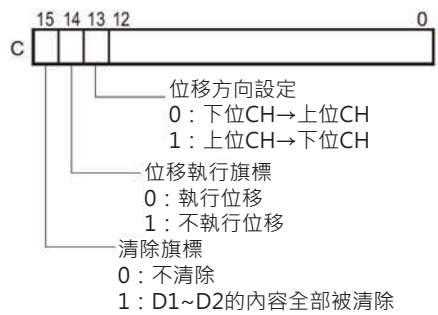 15 14 13 12 0
C
位移方向設定
0：下位CH→上位CH
1：上位CH→下位CH
位移執行旗標
0：執行位移
1：不執行位移
清除旗標
0：不清除
1：D1~D2的內容全部被清除